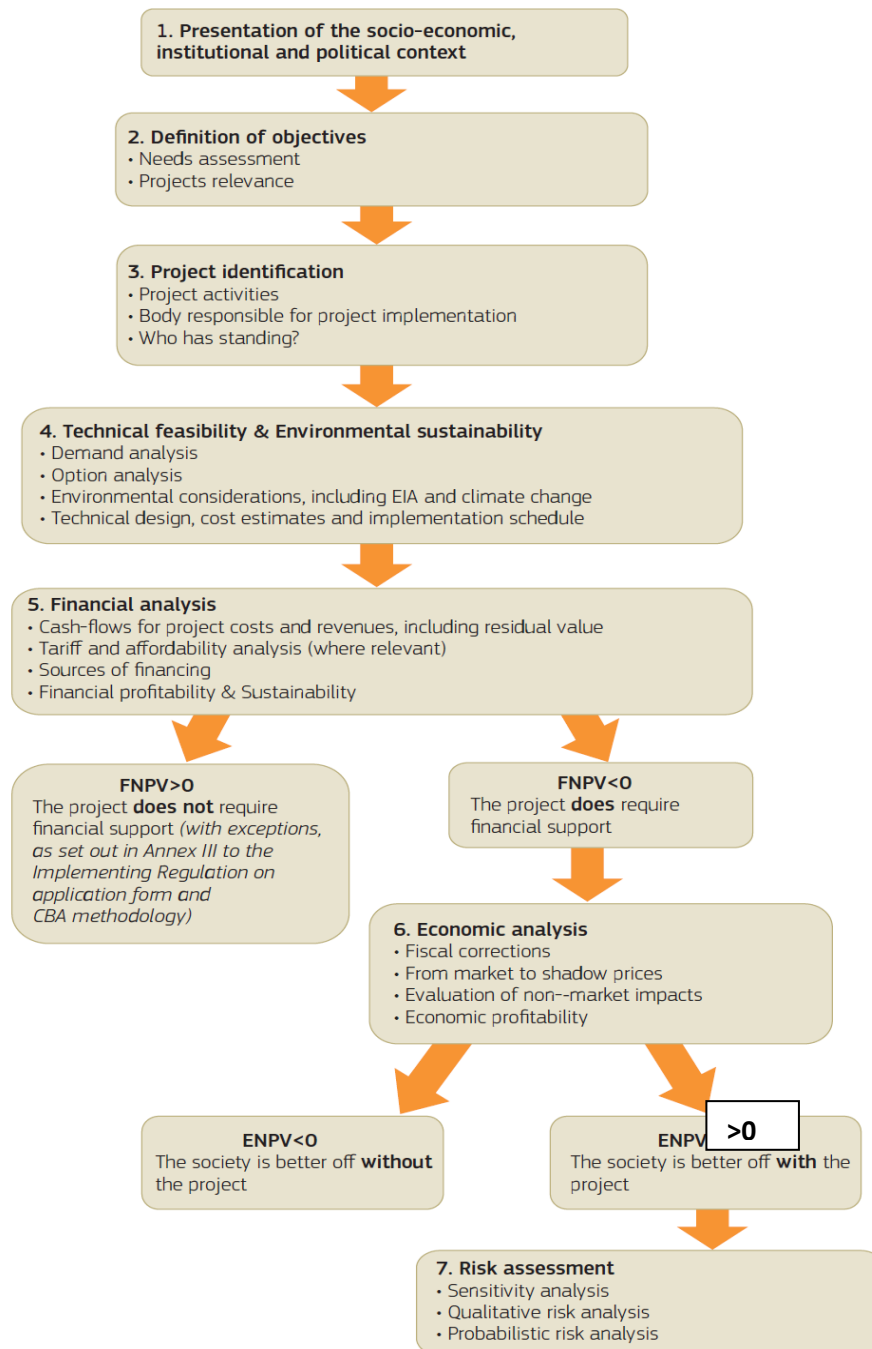 1. Presentation of the socio-economic,
institutional and political context
2. Definition of objectives
• Needs assessment
• Projects relevance
3. Project identification
• Project activities
• Body responsible for project implementation
• Who has standing?
4. Technical feasibility & Environmental sustainability
• Demand analysis
• Option analysis
• Environmental considerations, including EIA and climate change
• Technical design, cost estimates and implementation schedule
5. Financial analysis
• Cash-flows for project costs and revenues, including residual value
• Tariff and affordability analysis (where relevant)
• Sources of financing
• Financial profitability & Sustainability
FNPV>0
The project does not require
financial support (with exceptions,
as set out in Annex III to the
Implementing Regulation on
application form and
CBA methodology)
FNPV<0
The project does require
financial support
6. Economic analysis
• Fiscal corrections
• From market to shadow prices
• Evaluation of non--market impacts
• Economic profitability
ENPV<0
The society is better off without
the project
ENPV >0
The society is better off with the
project
7. Risk assessment
• Sensitivity analysis
• Qualitative risk analysis
• Probabilistic risk analysis